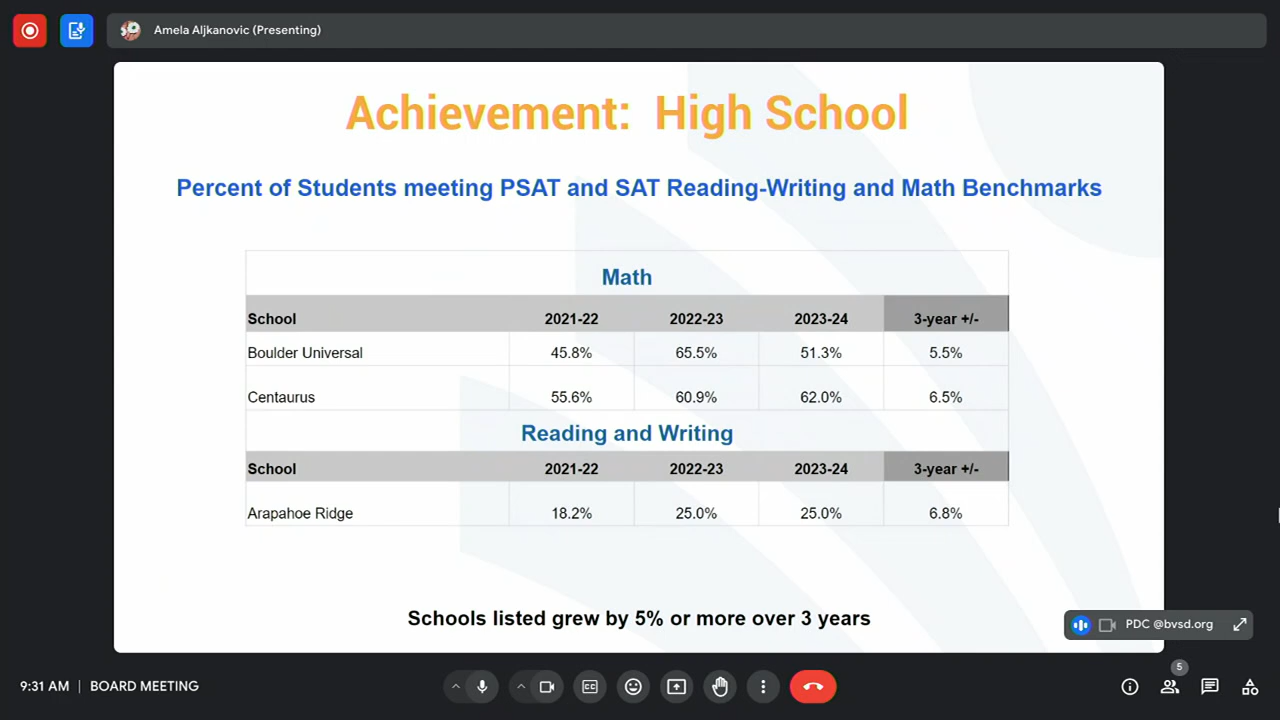 Amela Aljkanovic (Presenting)
Achievement: High School
Percent of Students meeting PSAT and SAT Reading-Writing and Math Benchmarks
Math
School 2021-22 2022-23 2023-24 3-year +/-
Boulder Universal 45.8% 65.5% 51.3% 5.5%
Centaurus 55.6% 60.9% 62.0% 6.5%
Reading and Writing
School 2021-22 2022-23 2023-24 3-year +/-
Arapahoe Ridge 18.2% 25.0% 25.0% 6.8%
Schools listed grew by 5% or more over 3 years
PDC @bvsd.org
9:31 AM | BOARD MEETING
CC
5